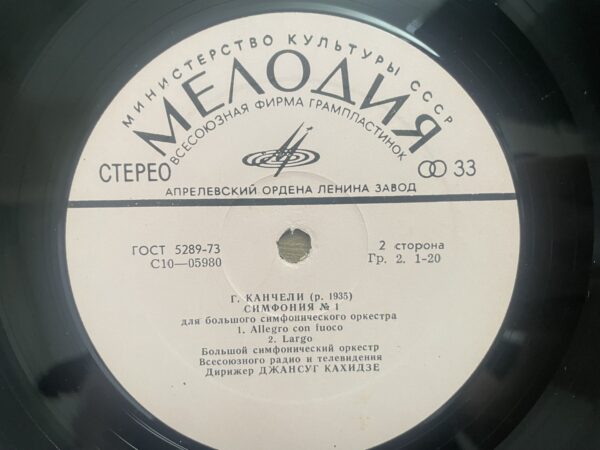 МИНИСТЕРСТВО КУЛЬТУРЫ СССР
МЕЛОДИЯ
ВСЕСОЮЗНАЯ ФИРМА ГРАМПЛАСТИНОК
СТЕРЕО 33
АПРЕЛЕВСКИЙ ОРДЕНА ЛЕНИНА ЗАВОД
ГОСТ 5289-73 2 сторона
С10—05980 Гр. 2. 1-20
Г. КАНЧЕЛИ (р. 1935)
СИМФОНИЯ № 1
для большого симфонического оркестра
1. Allegro con fuoco
2. Largo
Большой симфонический оркестр
Всесоюзного радио и телевидения
Дирижер ДЖАНСУГ КАХИДЗЕ